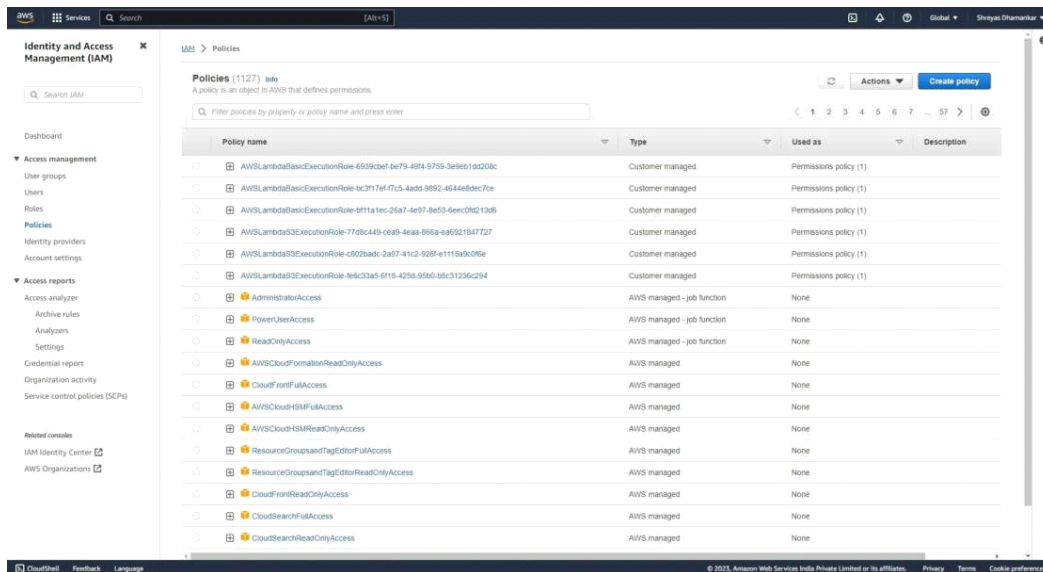 aws Services Search [Alt+S] Global Shreyas Dhamankar
Identity and Access Management (IAM)
Search IAM
Dashboard
Access management
User groups
Users
Roles
Policies
Identity providers
Account settings
Access reports
Access analyzer
Archive rules
Analyzers
Settings
Credential report
Organization activity
Service control policies (SCPs)
Related consoles
IAM Identity Center
AWS Organizations
IAM > Policies
Policies (1127) Info
A policy is an object in AWS that defines permissions.
Actions Create policy
Filter policies by property or policy name and press enter
1 2 3 4 5 6 7 ... 57
Policy name Type Used as Description
AWSLambdaBasicExecutionRole-6939cbef-be79-49f4-9759-3e9eb1dd208c Customer managed Permissions policy (1)
AWSLambdaBasicExecutionRole-bc3f17ef-f7c5-4add-9892-4644e8dec7ce Customer managed Permissions policy (1)
AWSLambdaBasicExecutionRole-bf11a1ec-26a7-4e97-8e53-6eec0fd213d6 Customer managed Permissions policy (1)
AWSLambdaS3ExecutionRole-77d8c449-cea9-4eaa-866a-ea6921847727 Customer managed Permissions policy (1)
AWSLambdaS3ExecutionRole-c602badc-2a97-41c2-926f-e1115a9c0f6e Customer managed Permissions policy (1)
AWSLambdaS3ExecutionRole-fe8c33a5-6f18-425d-95b0-b5c31236c294 Customer managed Permissions policy (1)
AdministratorAccess AWS managed - job function None
PowerUserAccess AWS managed - job function None
ReadOnlyAccess AWS managed - job function None
AWSCloudFormationReadOnlyAccess AWS managed None
CloudFrontFullAccess AWS managed None
AWSCloudHSMFullAccess AWS managed None
AWSCloudHSMReadOnlyAccess AWS managed None
ResourceGroupsandTagEditorFullAccess AWS managed None
ResourceGroupsandTagEditorReadOnlyAccess AWS managed None
CloudFrontReadOnlyAccess AWS managed None
CloudSearchFullAccess AWS managed None
CloudSearchReadOnlyAccess AWS managed None
CloudShell Feedback Language © 2023, Amazon Web Services India Private Limited or its affiliates. Privacy Terms Cookie preference